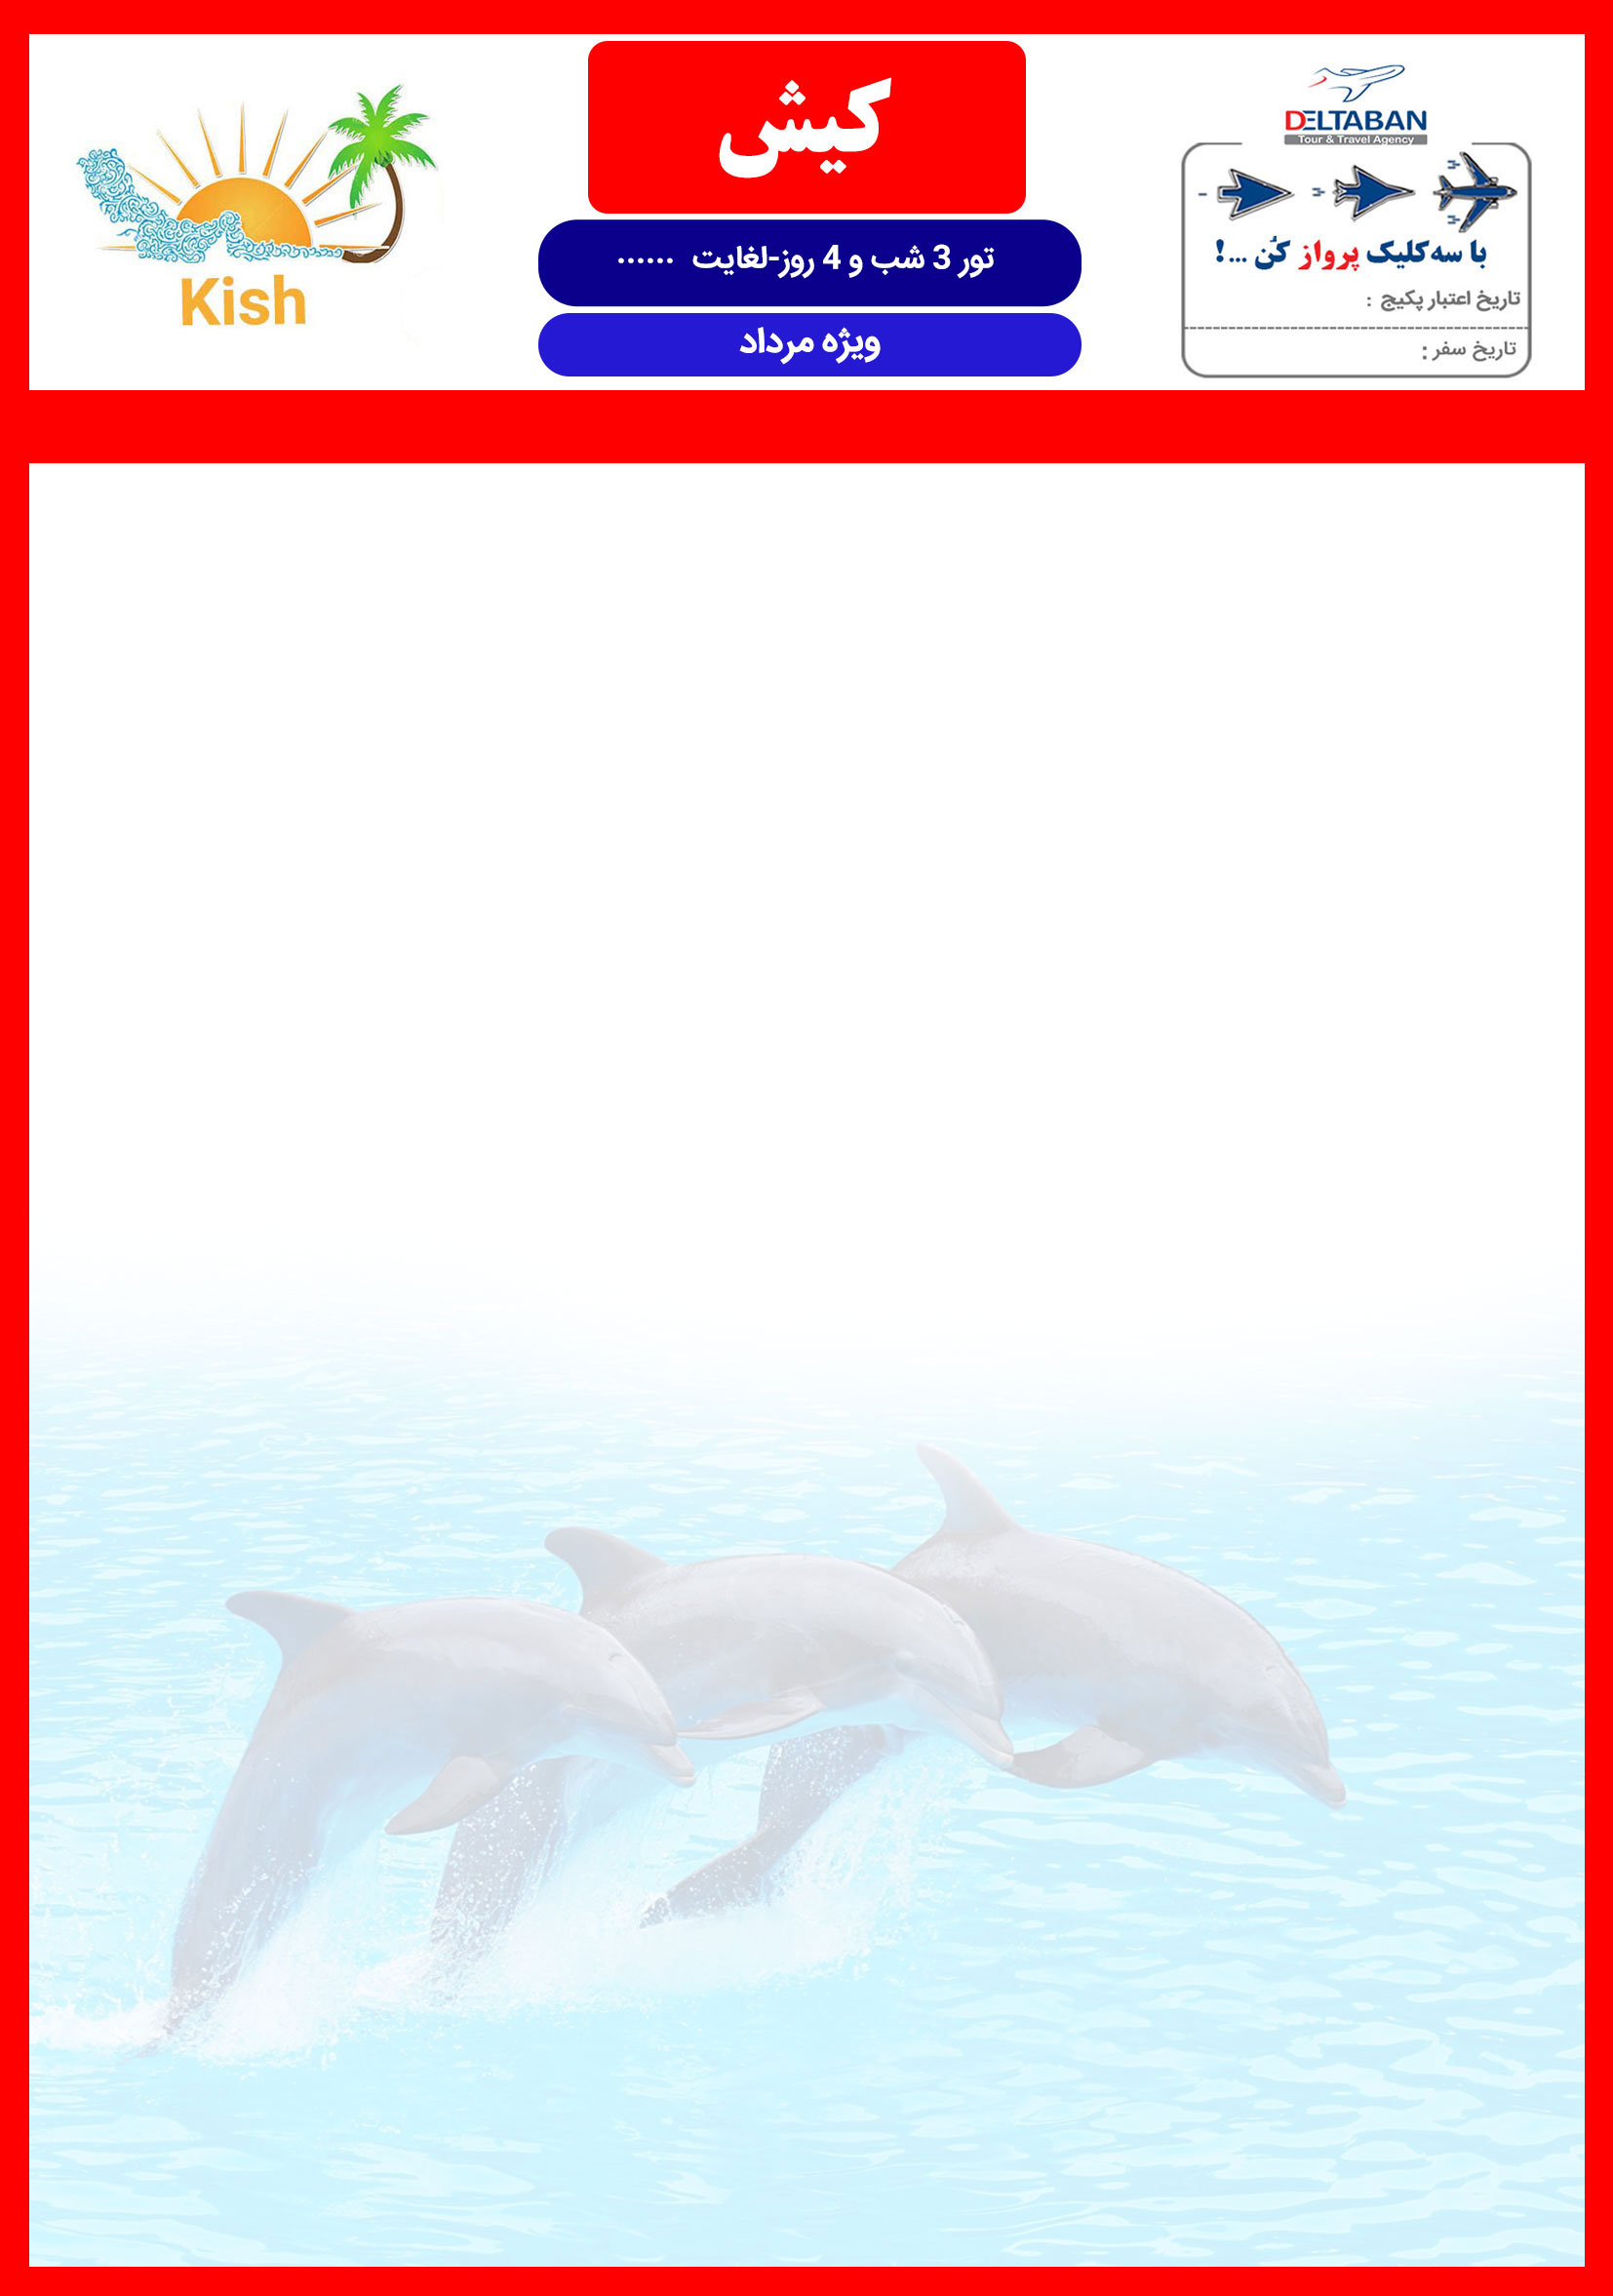 کیش
تور 3 شب و 4 روز-لغایت ......
ویژه مرداد
DELTABAN
Tour & Travel Agency
با سه کلیک پرواز کُن ...!
تاریخ اعتبار پکیج :
تاریخ سفر :
Kish